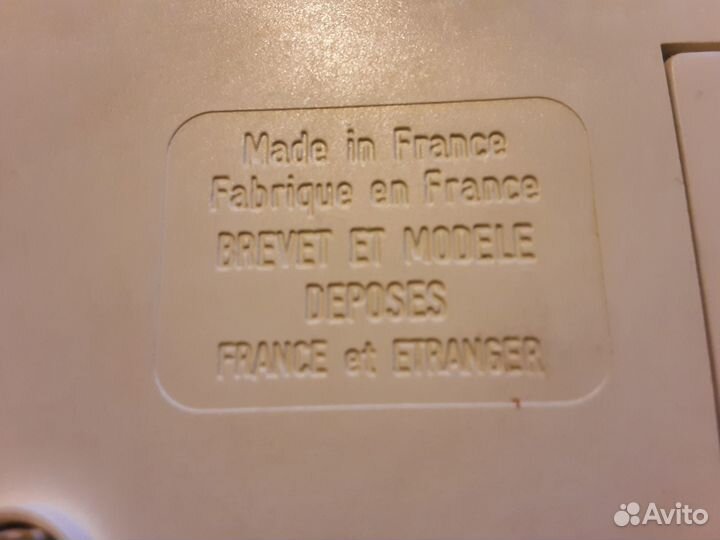 Made in France
Fabrique en France
BREVET ET MODELE
DEPOSES
FRANCE et ETRANGER
Avito